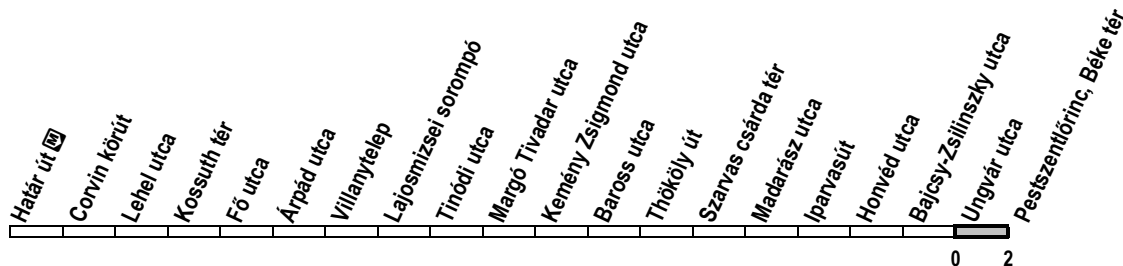 Határ út M
Corvin körút
Lehel utca
Kossuth tér
Fő utca
Árpád utca
Villanytelep
Lajosmizsei sorompó
Tinódi utca
Margó Tivadar utca
Kemény Zsigmond utca
Baross utca
Thököly út
Szarvas csárda tér
Madarász utca
Iparvasút
Honvéd utca
Bajcsy-Zsilinszky utca
Ungvár utca
Pestszentlőrinc, Béke tér
0 2